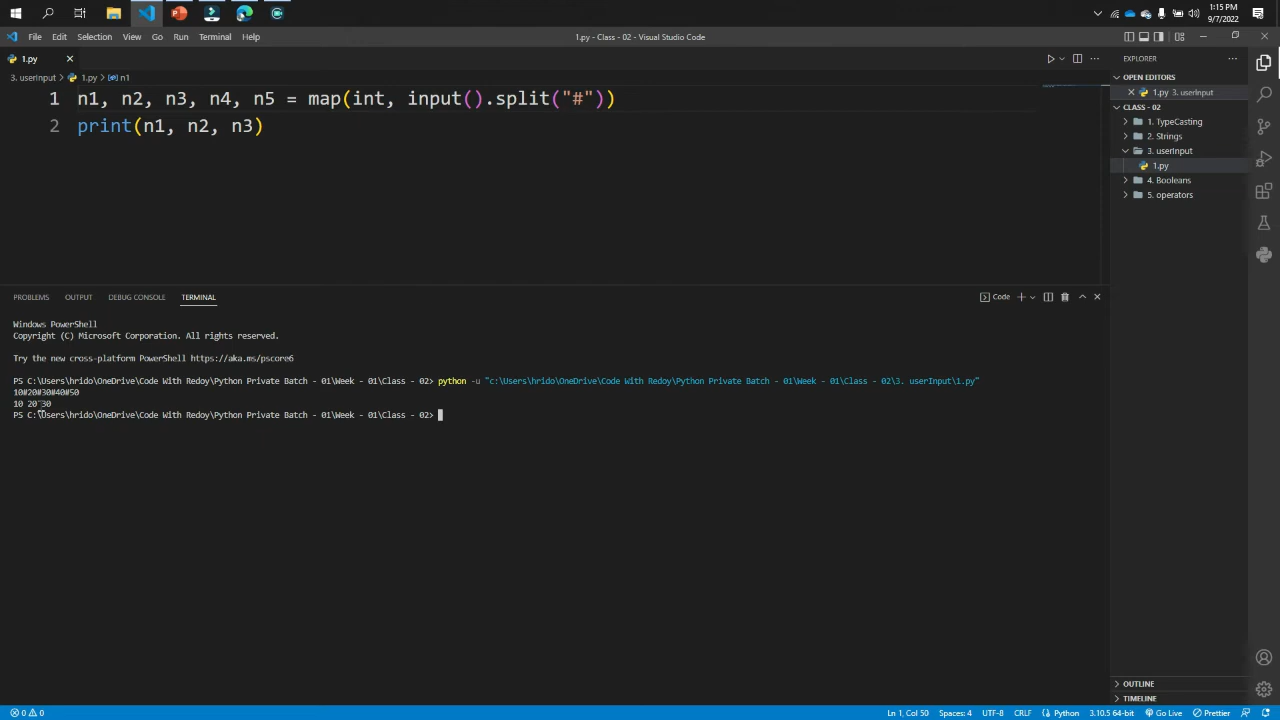 1:15 PM
9/7/2022
File Edit Selection View Go Run Terminal Help
1.py - Class - 02 - Visual Studio Code
1.py
3. userInput > 1.py > n1
1 n1, n2, n3, n4, n5 = map(int, input().split("#"))
2 print(n1, n2, n3)
EXPLORER
OPEN EDITORS
1.py 3. userInput
CLASS - 02
1. TypeCasting
2. Strings
3. userInput
1.py
4. Booleans
5. operators
PROBLEMS OUTPUT DEBUG CONSOLE TERMINAL
Code
Windows PowerShell
Copyright (C) Microsoft Corporation. All rights reserved.
Try the new cross-platform PowerShell https://aka.ms/pscore6
PS C:\Users\hrido\OneDrive\Code With Redoy\Python Private Batch - 01\Week - 01\Class - 02> python -u "c:\Users\hrido\OneDrive\Code With Redoy\Python Private Batch - 01\Week - 01\Class - 02\3. userInput\1.py"
10#20#30#40#50
10 20 30
PS C:\Users\hrido\OneDrive\Code With Redoy\Python Private Batch - 01\Week - 01\Class - 02>
OUTLINE
TIMELINE
0 0
Ln 1, Col 50 Spaces: 4 UTF-8 CRLF Python 3.10.5 64-bit Go Live Prettier